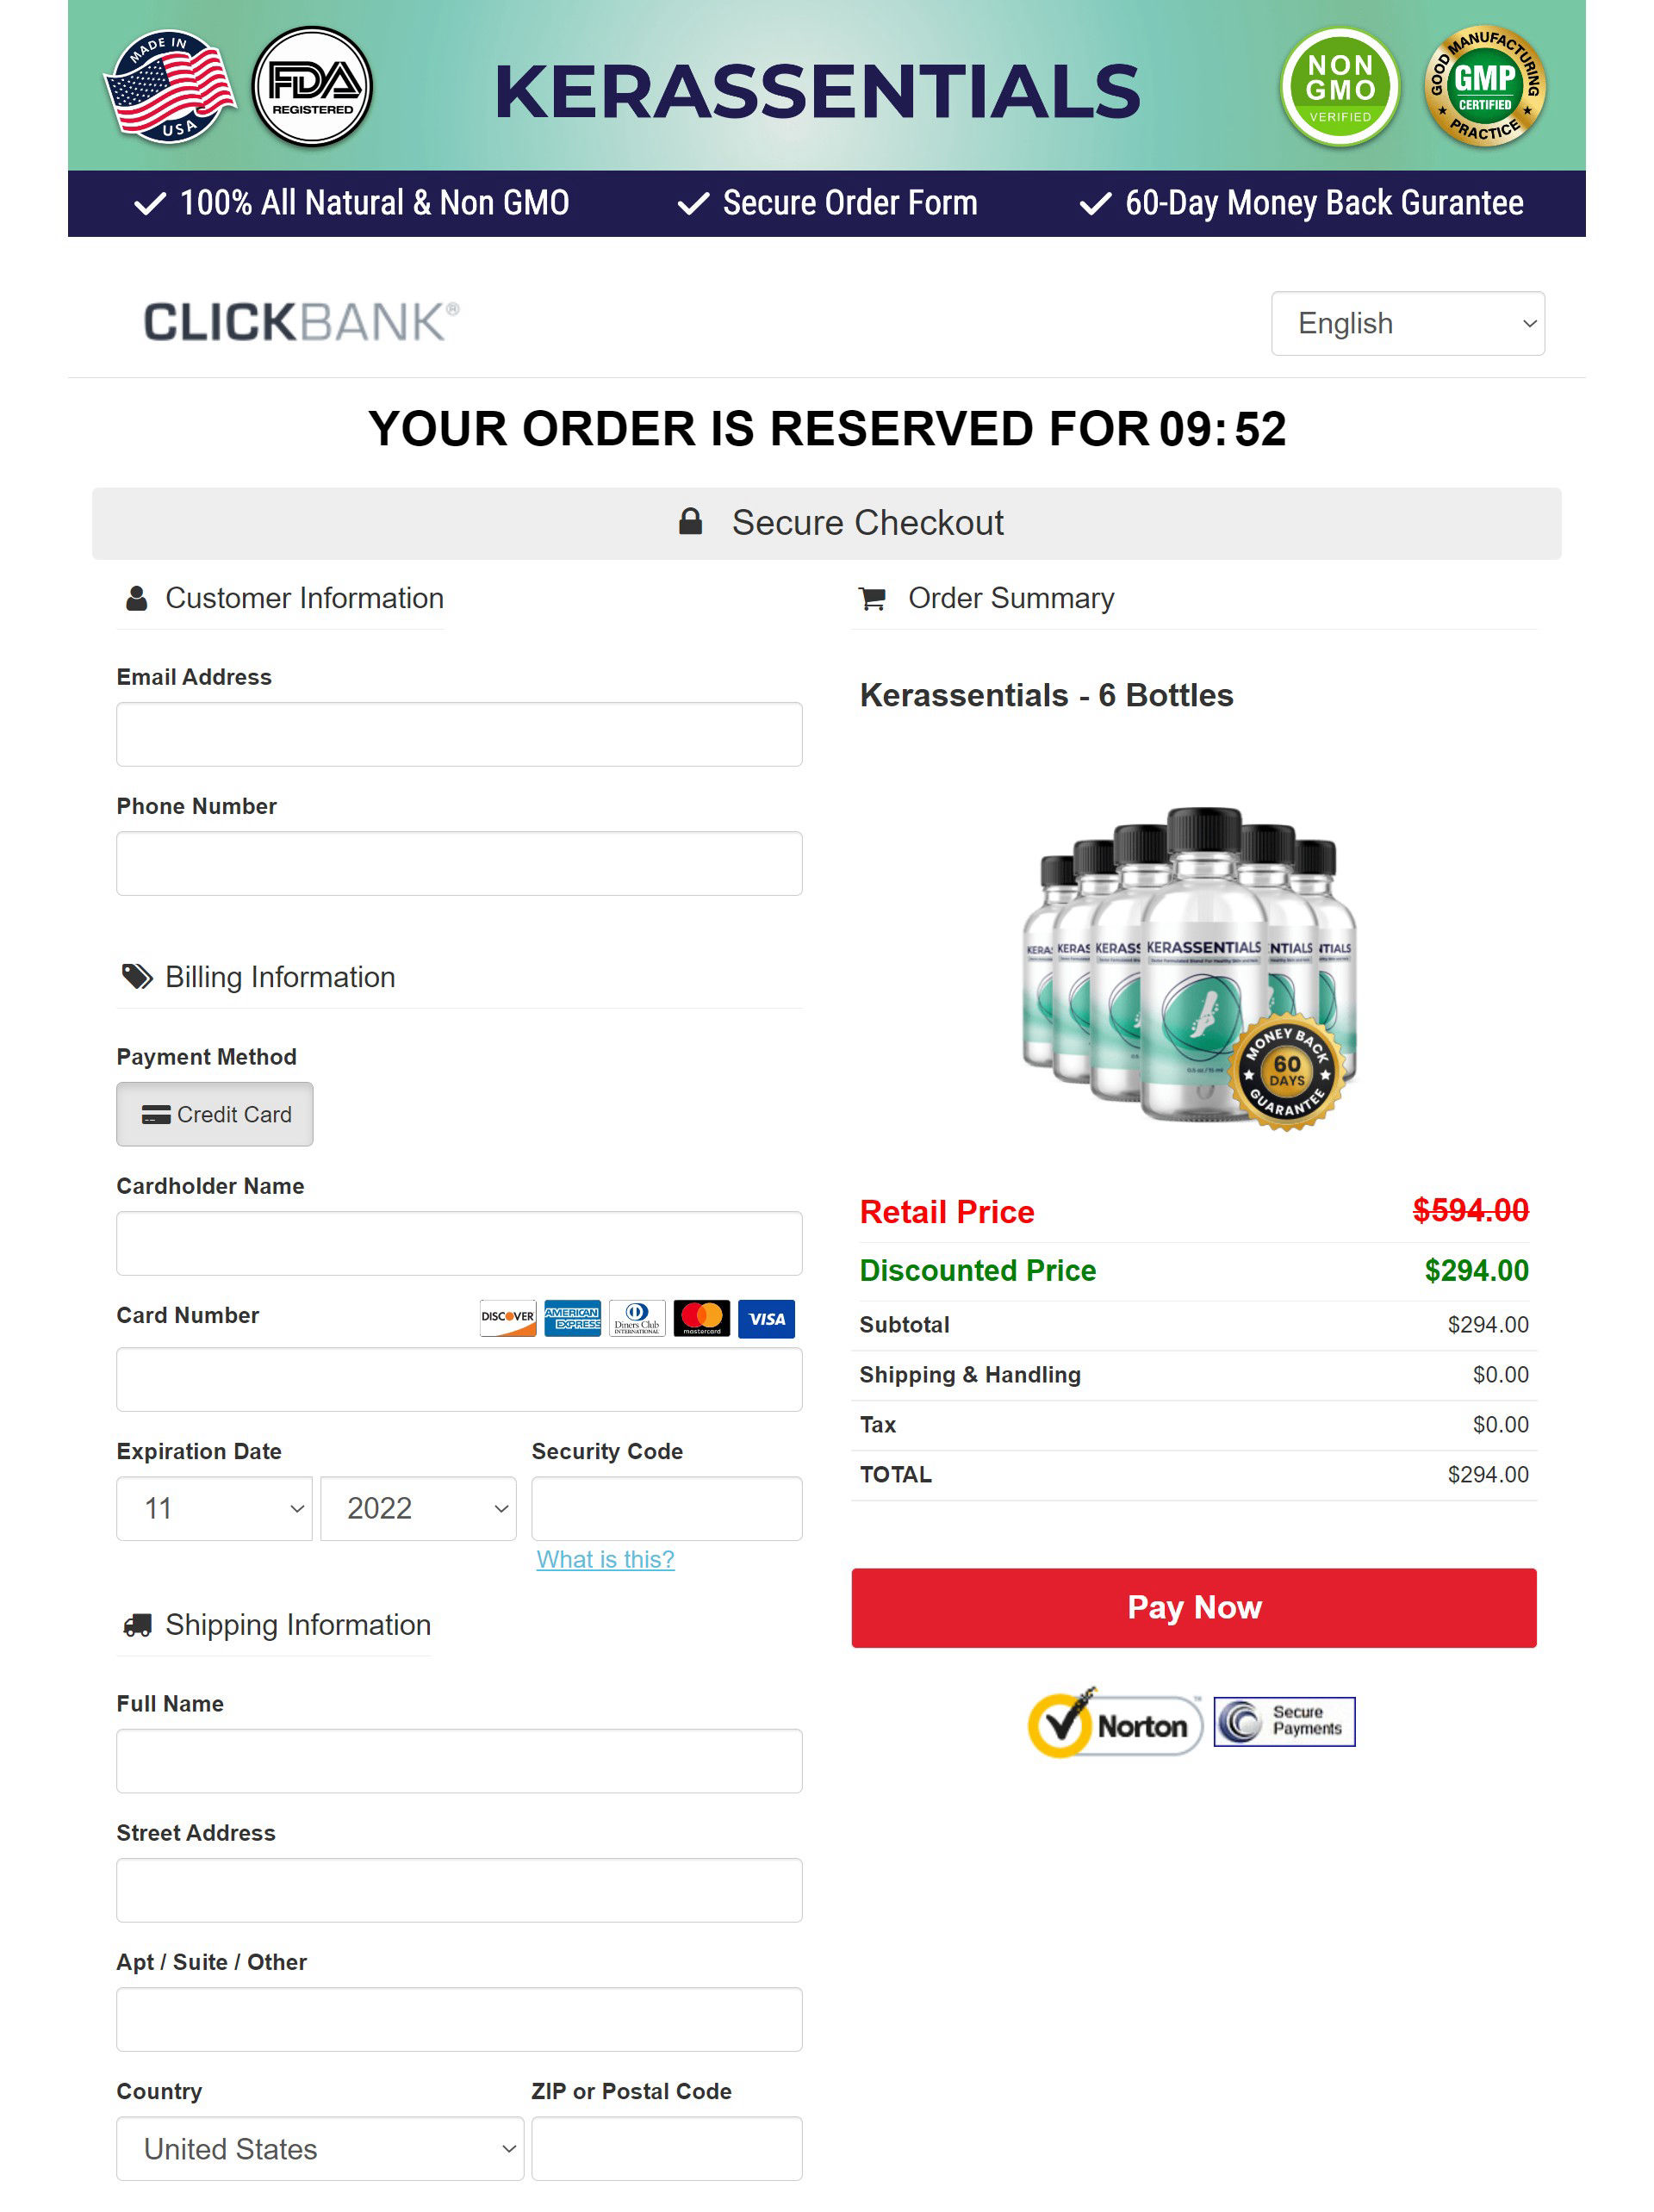 MADE IN
USA
FDA
REGISTERED
KERASSENTIALS
NON
GMO
VERIFIED
GOOD MANUFACTURING
GMP
CERTIFIED
PRACTICE
100% All Natural & Non GMO
Secure Order Form
60-Day Money Back Gurantee
CLICKBANK®
English
YOUR ORDER IS RESERVED FOR 09:52
Secure Checkout
Customer Information
Email Address
Phone Number
Billing Information
Payment Method
Credit Card
Cardholder Name
Card Number
DISCOVER
AMERICAN
EXPRESS
Diners Club
INTERNATIONAL
mastercard
VISA
Expiration Date
Security Code
11
2022
What is this?
Shipping Information
Full Name
Street Address
Apt / Suite / Other
Country
ZIP or Postal Code
United States
Order Summary
Kerassentials - 6 Bottles
KERA
KERAS
KERASS
KERASSENTIALS
NTIALS
NTIALS
MONEY BACK
60
DAYS
GUARANTEE
Retail Price $594.00
Discounted Price $294.00
Subtotal $294.00
Shipping & Handling $0.00
Tax $0.00
TOTAL $294.00
Pay Now
Norton
Secure
Payments